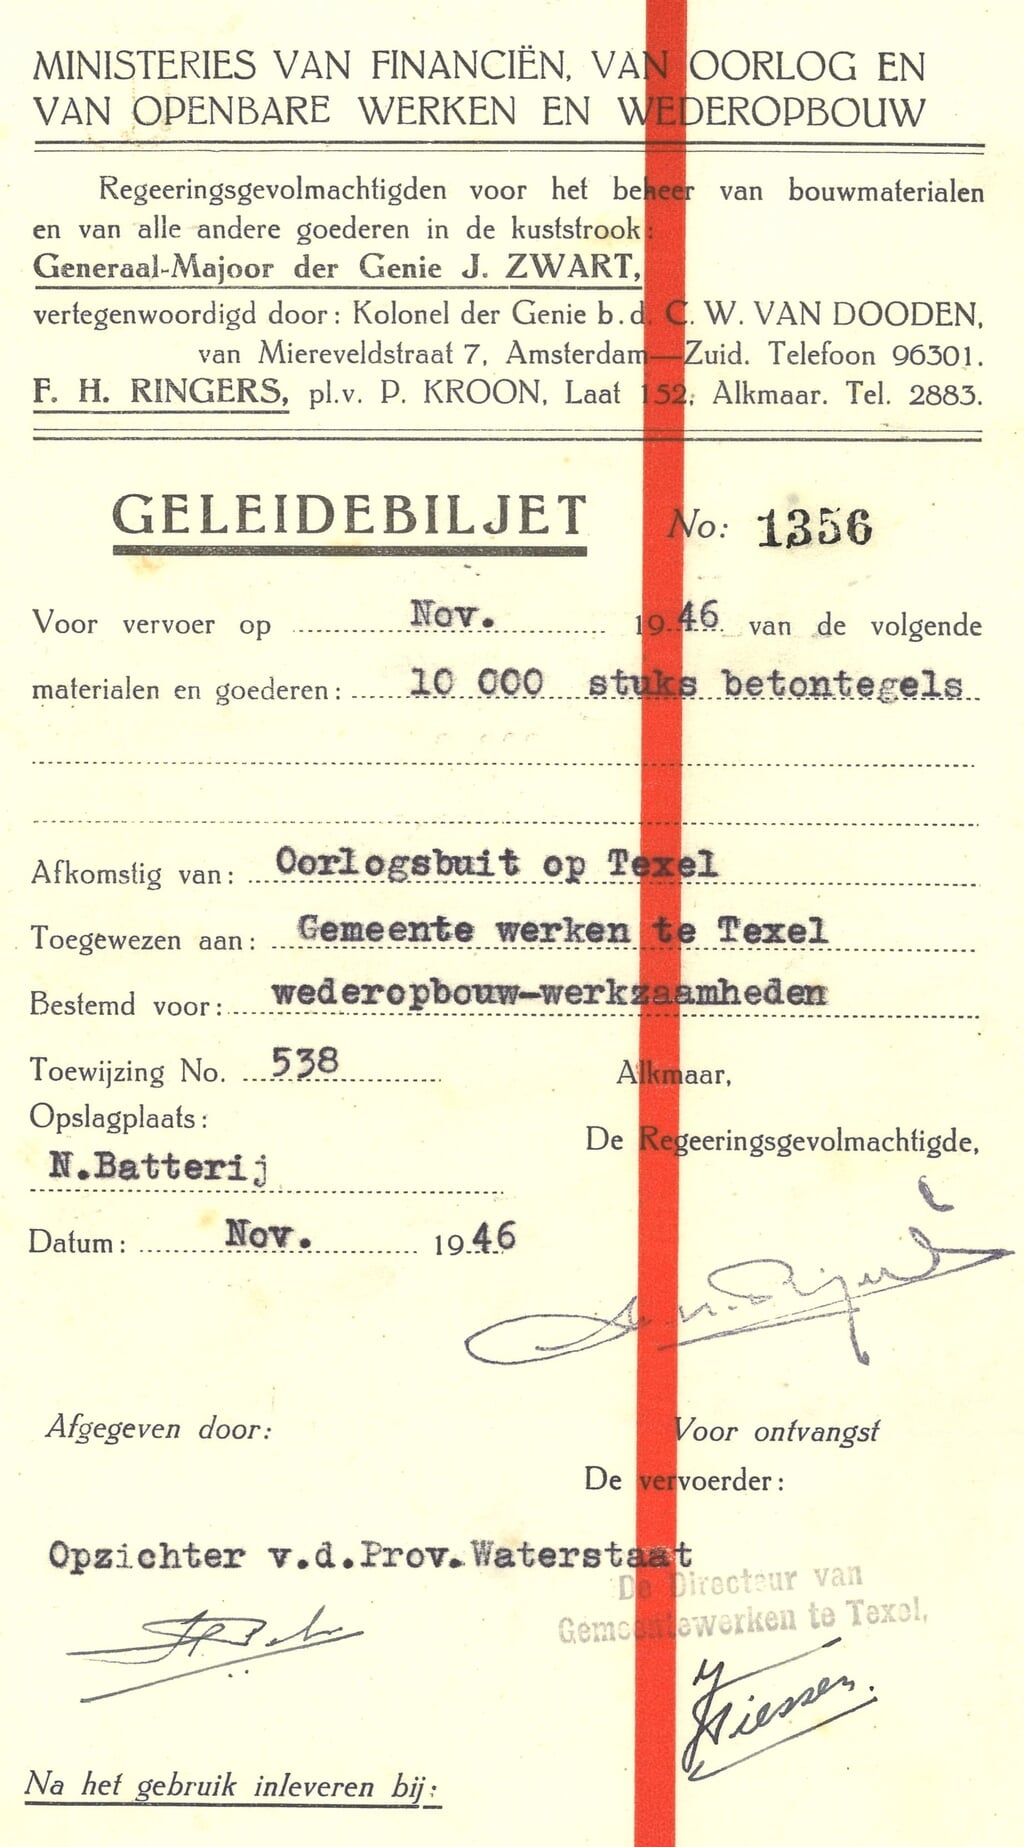 MINISTERIES VAN FINANCIËN, VAN OORLOG EN
VAN OPENBARE WERKEN EN WEDEROPBOUW
Regeeringsgevolmachtigden voor het beheer van bouwmaterialen
en van alle andere goederen in de kuststrook:
Generaal-Majoor der Genie J. ZWART,
vertegenwoordigd door: Kolonel der Genie b.d. C. W. VAN DOODEN,
van Miereveldstraat 7, Amsterdam—Zuid. Telefoon 96301.
F. H. RINGERS, pl.v. P. KROON, Laat 152, Alkmaar. Tel. 2883.
GELEIDEBILJET No: 1356
Voor vervoer op Nov. 1946 van de volgende
materialen en goederen: 10 000 stuks betontegels
Afkomstig van: Oorlogsbuit op Texel
Toegewezen aan: Gemeente werken te Texel
Bestemd voor: wederopbouw-werkzaamheden
Toewijzing No. 538 Alkmaar,
Opslagplaats:
De Regeeringsgevolmachtigde,
N.Batterij
Datum: Nov. 1946
Afgegeven door: Voor ontvangst
De vervoerder:
Opzichter v.d.Prov.Waterstaat
De Directeur van
Gemeentewerken te Texel,
Na het gebruik inleveren bij: